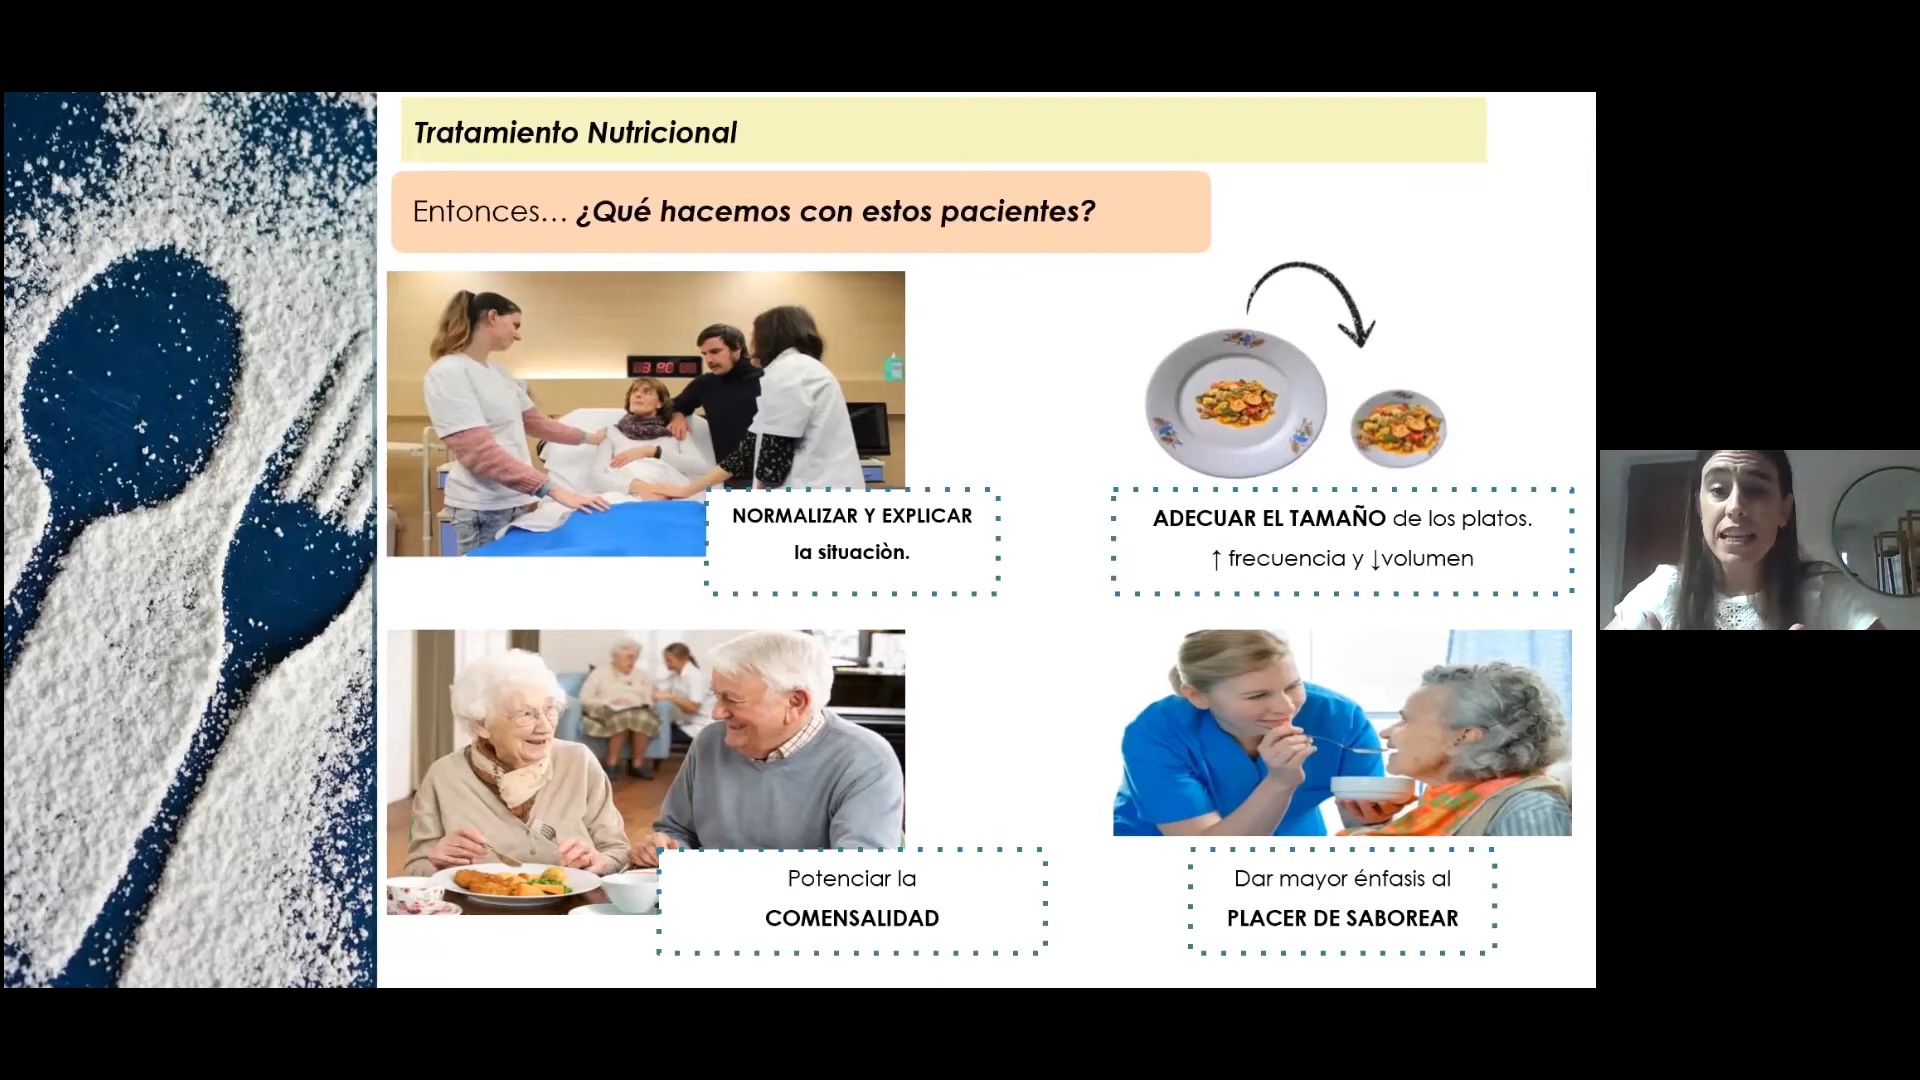 Tratamiento Nutricional
Entonces... ¿Qué hacemos con estos pacientes?
NORMALIZAR Y EXPLICAR
la situaciòn.
ADECUAR EL TAMAÑO de los platos.
↑ frecuencia y ↓volumen
Potenciar la
COMENSALIDAD
Dar mayor énfasis al
PLACER DE SABOREAR